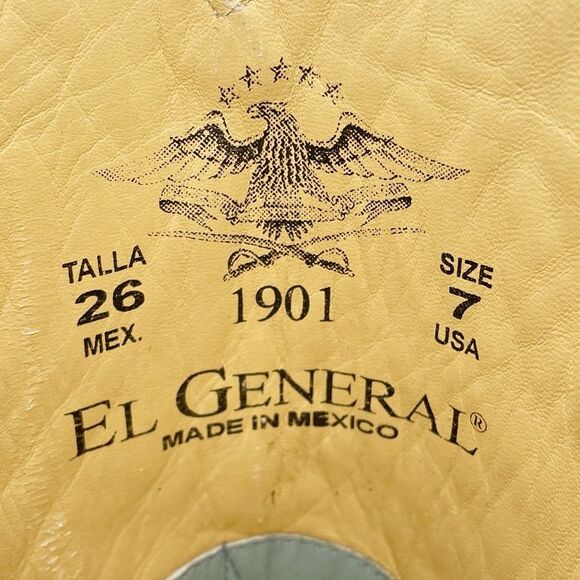 TALLA
26
MEX.
1901
SIZE
7
USA
EL GENERAL®
MADE IN MEXICO